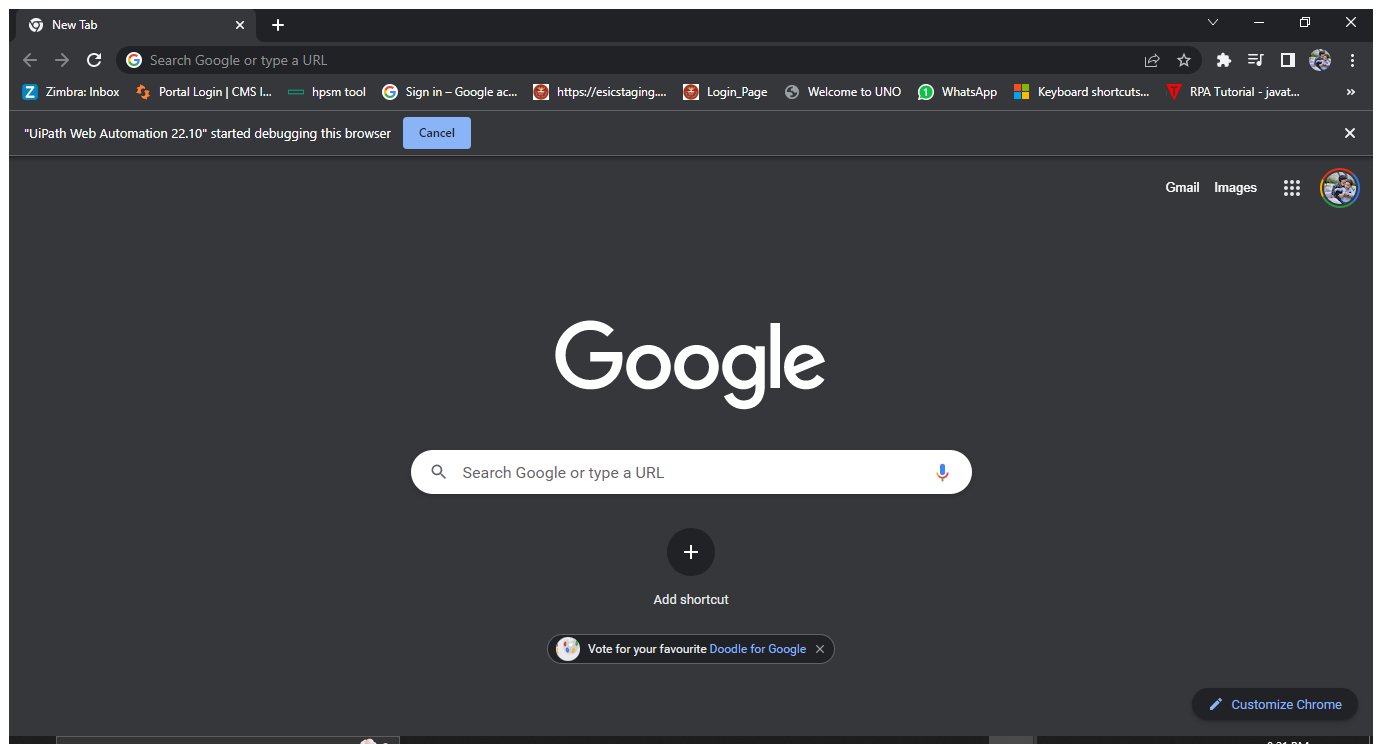 New Tab
Search Google or type a URL
Zimbra: Inbox Portal Login | CMS I... hpsm tool Sign in – Google ac... https://esicstaging.... Login_Page Welcome to UNO WhatsApp Keyboard shortcuts... RPA Tutorial - javat... »
"UiPath Web Automation 22.10" started debugging this browser Cancel
Gmail Images
Google
Search Google or type a URL
Add shortcut
Vote for your favourite Doodle for Google
Customize Chrome